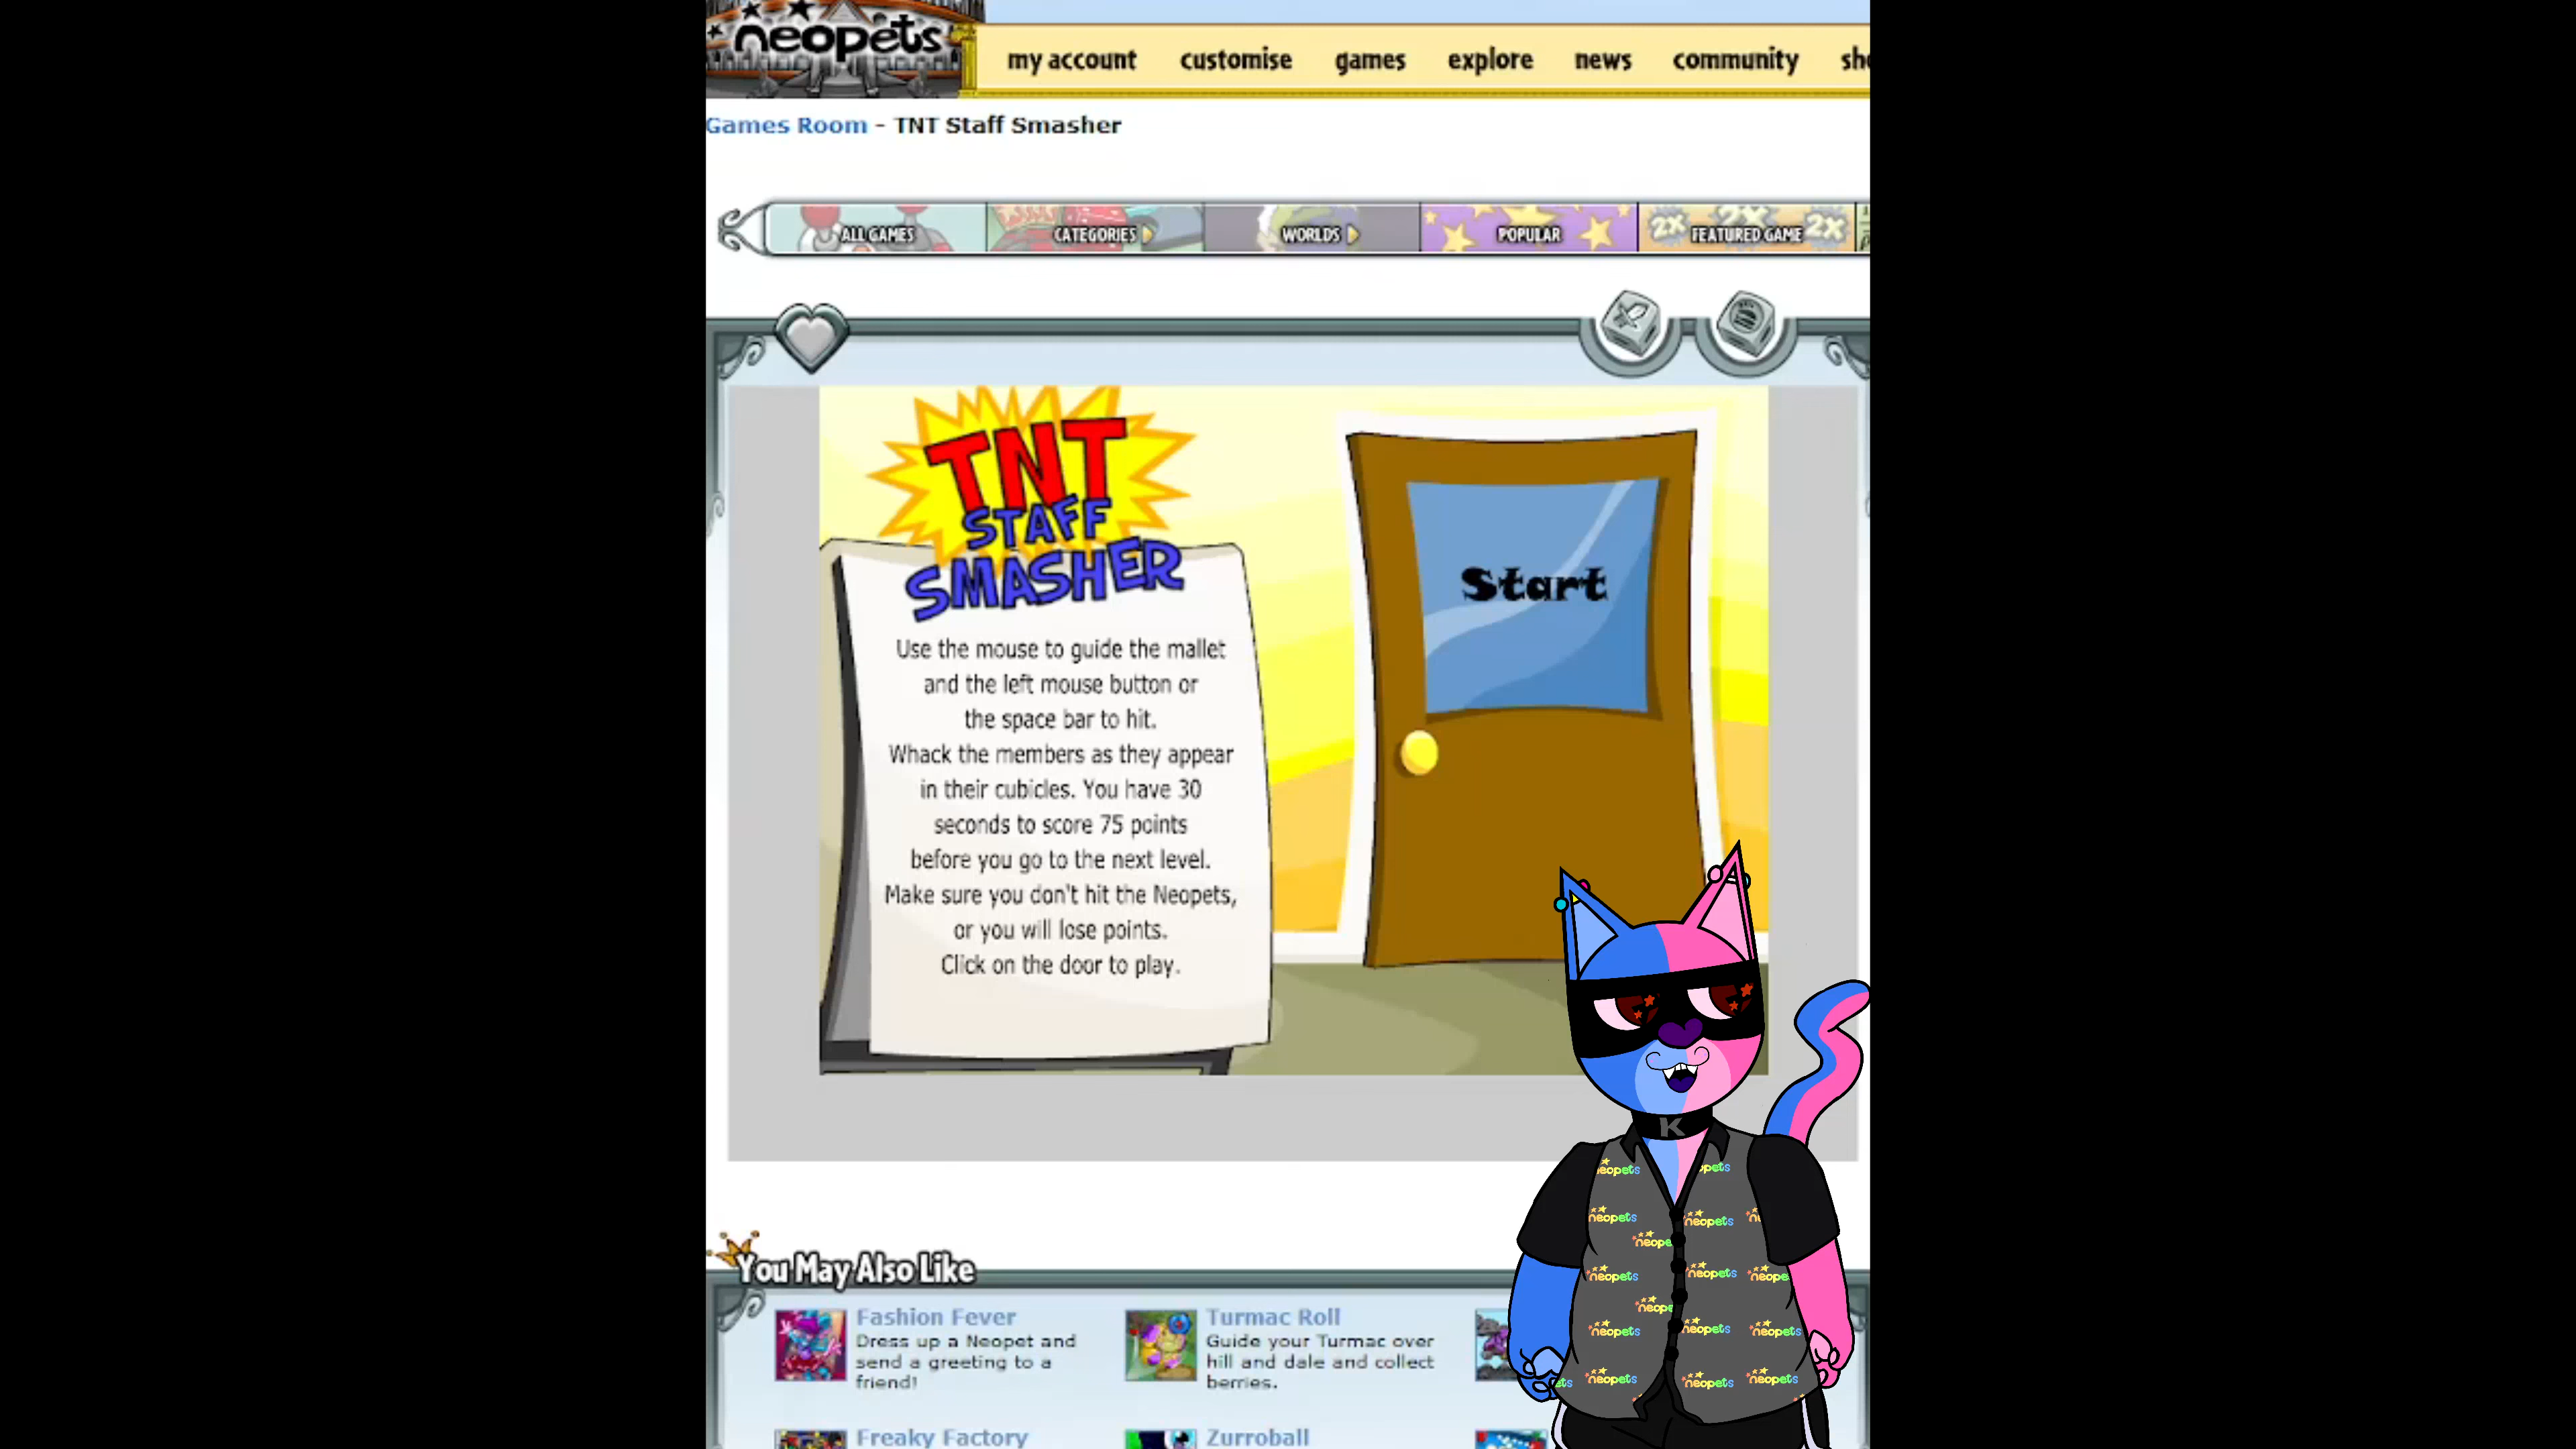 neopets
my account customise games explore news community sh
Games Room - TNT Staff Smasher
ALL GAMES CATEGORIES WORLDS POPULAR 2X FEATURED GAME 2X
TNT
STAFF
SMASHER
Use the mouse to guide the mallet
and the left mouse button or
the space bar to hit.
Whack the members as they appear
in their cubicles. You have 30
seconds to score 75 points
before you go to the next level.
Make sure you don't hit the Neopets,
or you will lose points.
Click on the door to play.
Start
K
neopets
You May Also Like
Fashion Fever
Dress up a Neopet and
send a greeting to a
friend!
Turmac Roll
Guide your Turmac over
hill and dale and collect
berries.
Freaky Factory
Zurroball